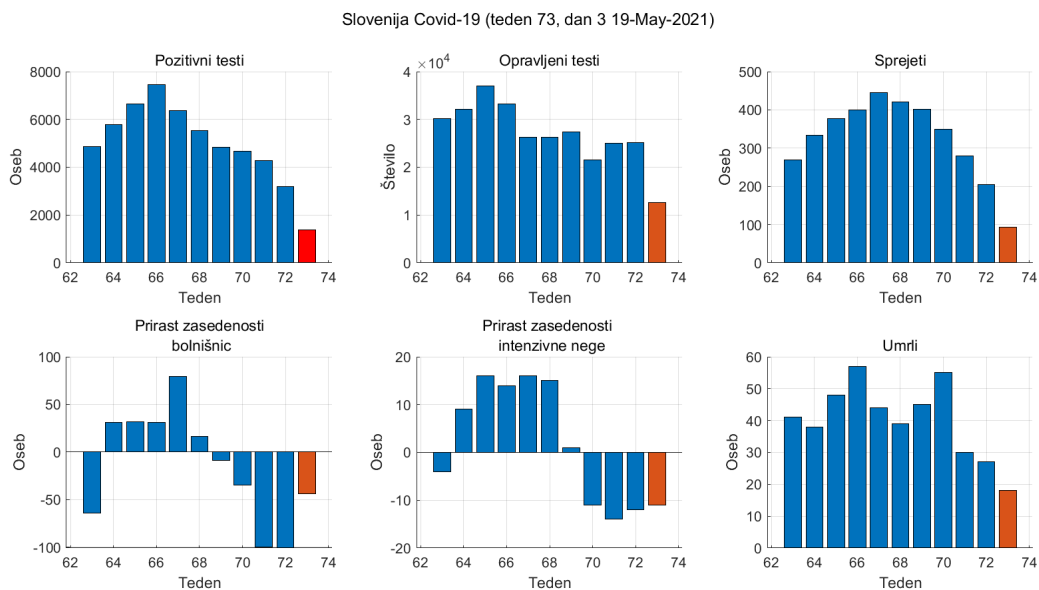 Slovenija Covid-19 (teden 73, dan 3 19-May-2021)
Pozitivni testi
8000
6000
4000
2000
0
Oseb
62 64 66 68 70 72 74
Teden
Opravljeni testi
×10⁴
4
3
2
1
0
Število
62 64 66 68 70 72 74
Teden
Sprejeti
500
400
300
200
100
0
Oseb
62 64 66 68 70 72 74
Teden
Prirast zasedenosti
bolnišnic
100
50
0
-50
-100
Oseb
62 64 66 68 70 72 74
Teden
Prirast zasedenosti
intenzivne nege
20
10
0
-10
-20
Oseb
62 64 66 68 70 72 74
Teden
Umrli
60
50
40
30
20
10
0
Oseb
62 64 66 68 70 72 74
Teden